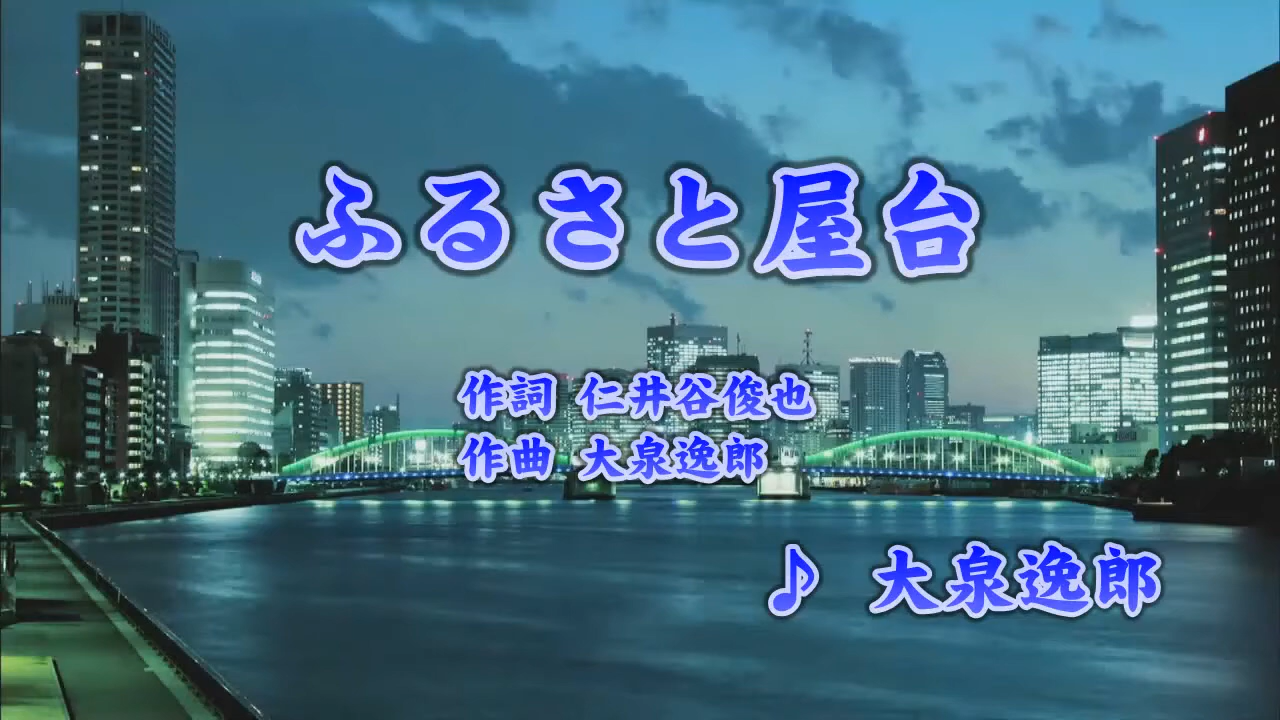 ふるさと屋台
作詞 仁井谷俊也
作曲 大泉逸郎
♪ 大泉逸郎